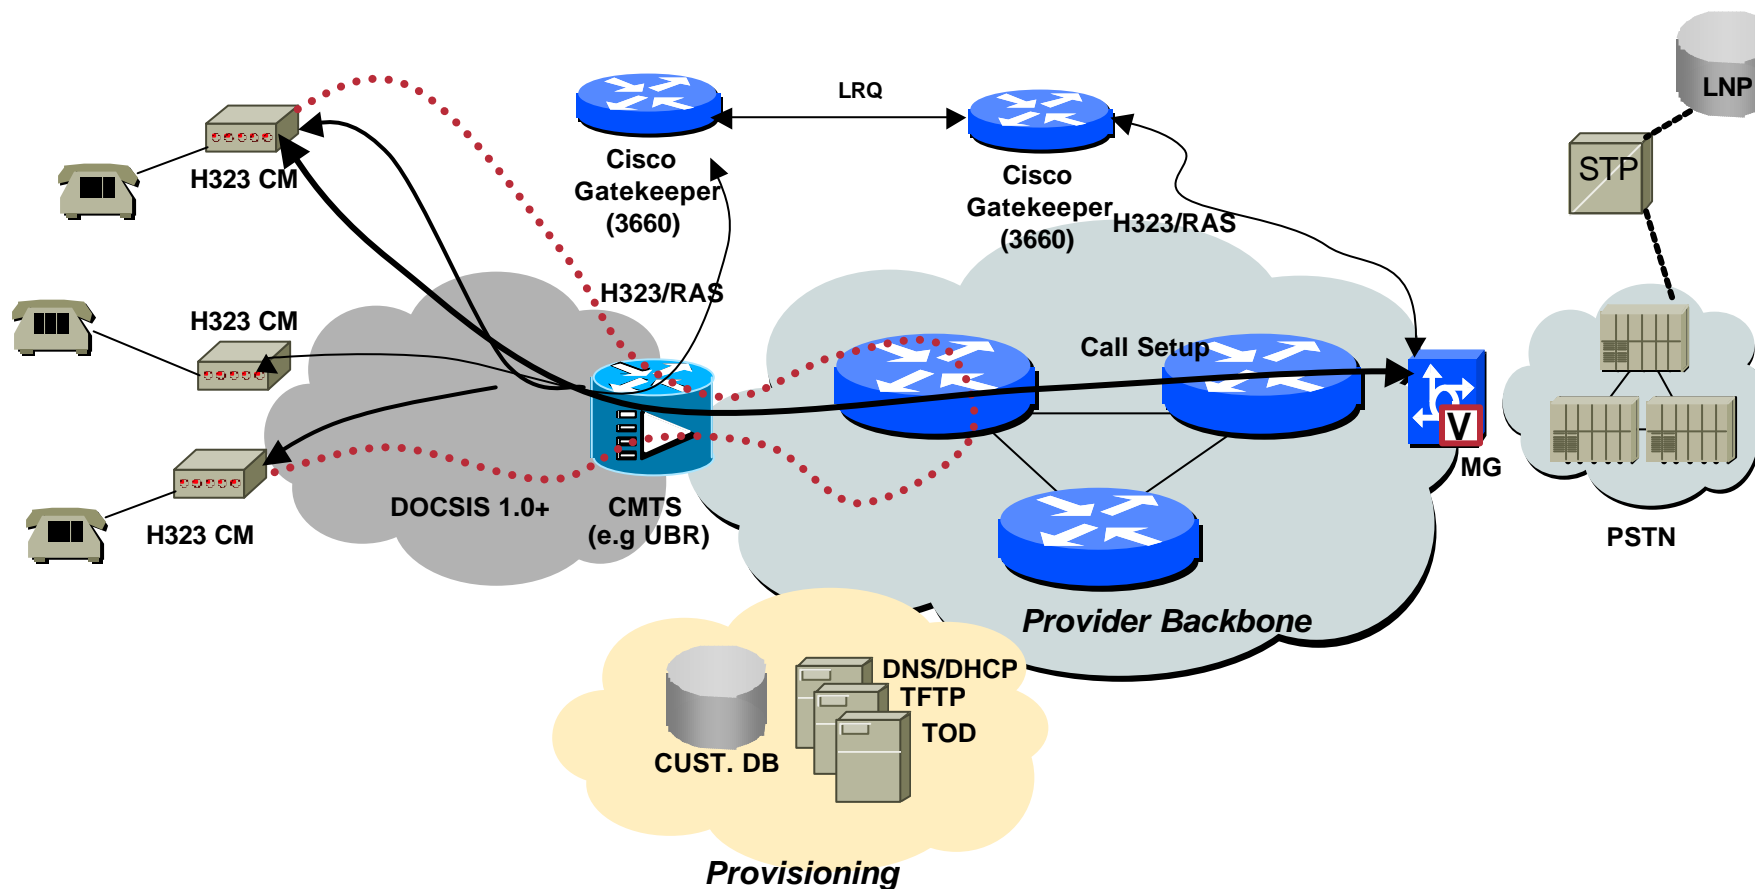 LRQ
LNP
Cisco
Gatekeeper
(3660)
Cisco
Gatekeeper
(3660)
H323/RAS
STP
H323 CM
H323/RAS
H323 CM
Call Setup
V
MG
H323 CM
DOCSIS 1.0+
CMTS
(e.g UBR)
PSTN
Provider Backbone
DNS/DHCP
TFTP
TOD
CUST. DB
Provisioning